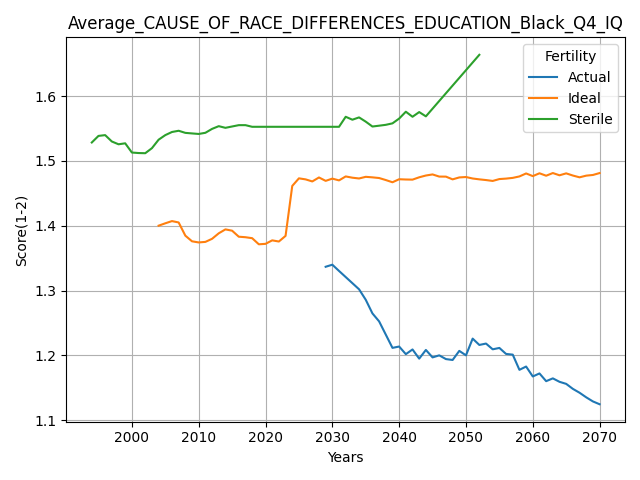 Average_CAUSE_OF_RACE_DIFFERENCES_EDUCATION_Black_Q4_IQ
Fertility
Actual
Ideal
Sterile
Score(1-2)
1.6
1.5
1.4
1.3
1.2
1.1
2000 2010 2020 2030 2040 2050 2060 2070
Years